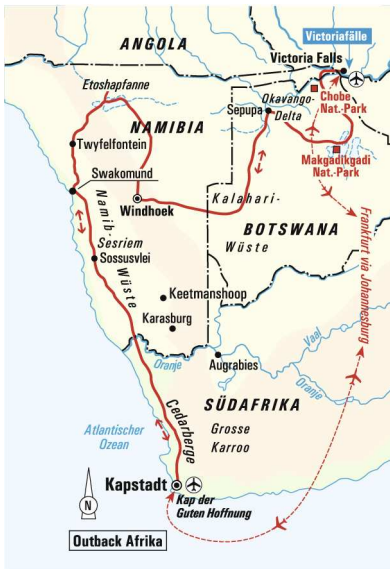 Victoriafälle
ANGOLA
Victoria Falls
Etoshapfanne
Chobe
Nat.-Park
Okavango-
Delta
Sepupa
NAMIBIA
Twyfelfontein
Makgadikgadi
Nat.-Park
Swakomund
Windhoek
Kalahari-
Wüste
BOTSWANA
Namib-
Wüste
Sesriem
Sossusvlei
Frankfurt via Johannesburg
Keetmanshoop
Karasburg
Oranje
Augrabies
Vaal
Oranje
SÜDAFRIKA
Grosse
Karroo
Cedarberge
Atlantischer
Ozean
Kapstadt
Kap der
Guten Hoffnung
N
Outback Afrika